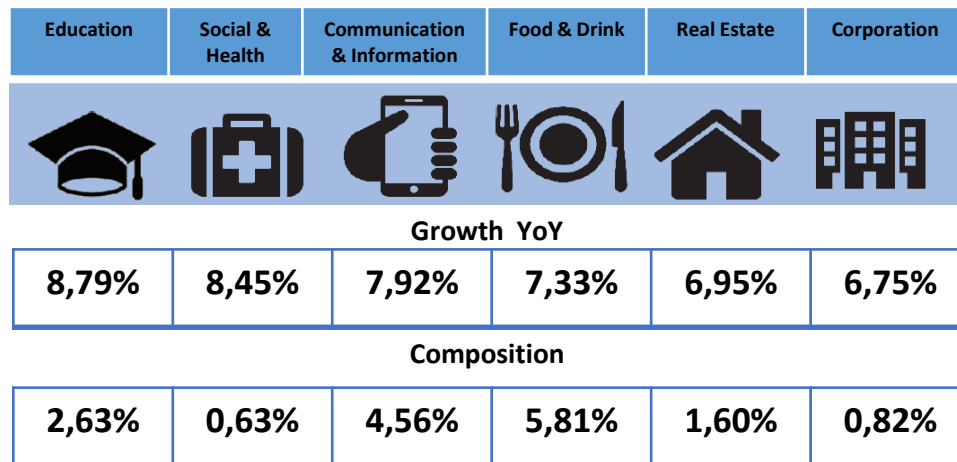 Education Social & Communication Food & Drink Real Estate Corporation
Health & Information
Growth YoY
8,79% 8,45% 7,92% 7,33% 6,95% 6,75%
Composition
2,63% 0,63% 4,56% 5,81% 1,60% 0,82%